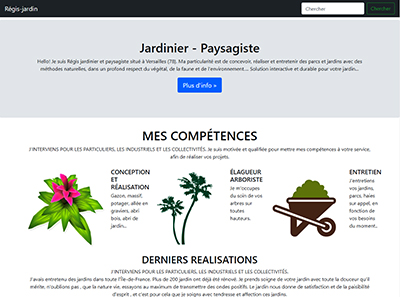 Régis-jardin
Chercher
Chercher
Jardinier - Paysagiste
Hello! Je suis Régis jardinier et paysagiste situé à Versailles (78). Ma particularité est de concevoir, réaliser et entretenir des parcs et jardins avec des
méthodes naturelles, dans un profond respect du végétal, de la faune et de l'environnement.... Solution interactive et durable pour votre jardin...
Plus d'info »
MES COMPÉTENCES
J'INTERVIENS POUR LES PARTICULIERS, LES INDUSTRIELS ET LES COLLECTIVITÉS. Je suis motivée et qualifiée pour mettre mes compétences à votre service,
afin de réaliser vos projets.
CONCEPTION
ET
RÉALISATION
Gazon, massif,
potager, allée en
graviers, abri
bois, abri de
jardin...
ÉLAGUEUR
ARBORISTE
Je m'occupes
du soin de vos
arbres sur
toutes
hauteurs.
ENTRETIEN
J'entretiens
vos jardins,
parcs, haies
sur appel, en
fonction de
vos besoins
du moment..
DERNIERS REALISATIONS
J'INTERVIENS POUR LES PARTICULIERS, LES INDUSTRIELS ET LES COLLECTIVITÉS.
J'avais entretenu des jardins dans toute l'Île-de-France. Plus de 200 jardin ont déjà été rénové. Je prends soigne de votre jardin avec toute la douceur qu'il
mérite, n'oublions pas , que la nature vie, essayons au maximum de transmettre des ondes positifs. Le jardin nous donne de satisfaction et de la paisibilité
d'esprit , et c'est pour cela que je soigns avec tendresse et affection ces jardins.